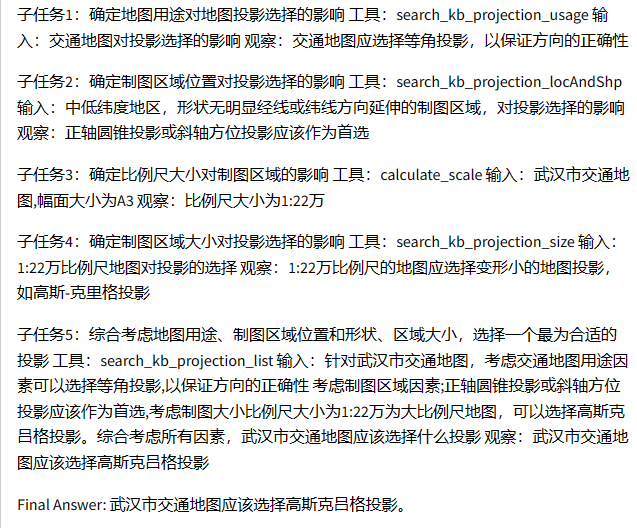 子任务1：确定地图用途对地图投影选择的影响 工具：search_kb_projection_usage 输
入：交通地图对投影选择的影响 观察：交通地图应选择等角投影，以保证方向的正确性
子任务2：确定制图区域位置对投影选择的影响 工具：search_kb_projection_locAndShp
输入：中低纬度地区，形状无明显经线或纬线方向延伸的制图区域，对投影选择的影响
观察：正轴圆锥投影或斜轴方位投影应该作为首选
子任务3：确定比例尺大小对制图区域的影响 工具：calculate_scale 输入：武汉市交通地
图,幅面大小为A3 观察：比例尺大小为1:22万
子任务4：确定制图区域大小对投影选择的影响 工具：search_kb_projection_size 输入：
1:22万比例尺地图对投影的选择 观察：1:22万比例尺的地图应选择变形小的地图投影，
如高斯-克里格投影
子任务5：综合考虑地图用途、制图区域位置和形状、区域大小，选择一个最为合适的
投影 工具：search_kb_projection_list 输入：针对武汉市交通地图，考虑交通地图用途因
素可以选择等角投影,以保证方向的正确性 考虑制图区域因素;正轴圆锥投影或斜轴方位
投影应该作为首选,考虑制图大小比例尺大小为1:22万为大比例尺地图，可以选择高斯克
吕格投影。综合考虑所有因素，武汉市交通地图应该选择什么投影 观察：武汉市交通地
图应该选择高斯克吕格投影
Final Answer: 武汉市交通地图应该选择高斯克吕格投影。